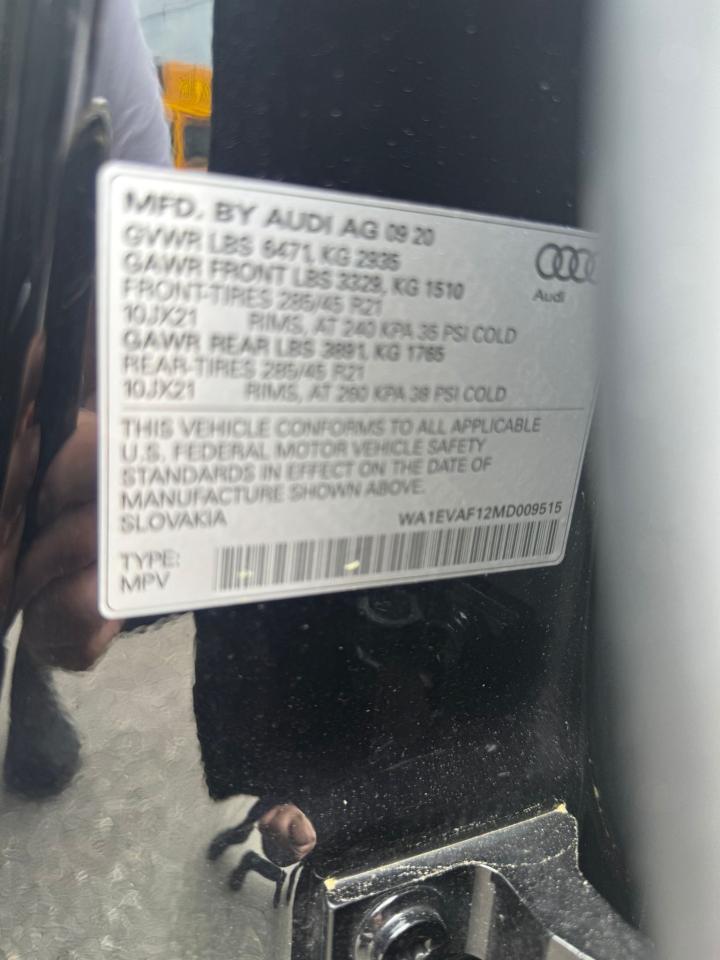 MFD. BY AUDI AG 09 20
GVWR LBS 6471, KG 2935
GAWR FRONT LBS 3329, KG 1510
FRONT-TIRES 285/45 R21
10JX21 RIMS, AT 240 KPA 35 PSI COLD
GAWR REAR LBS 3891, KG 1765
REAR-TIRES 285/45 R21
10JX21 RIMS, AT 260 KPA 38 PSI COLD
Audi
THIS VEHICLE CONFORMS TO ALL APPLICABLE
U.S. FEDERAL MOTOR VEHICLE SAFETY
STANDARDS IN EFFECT ON THE DATE OF
MANUFACTURE SHOWN ABOVE.
SLOVAKIA WA1EVAF12MD009515
TYPE:
MPV